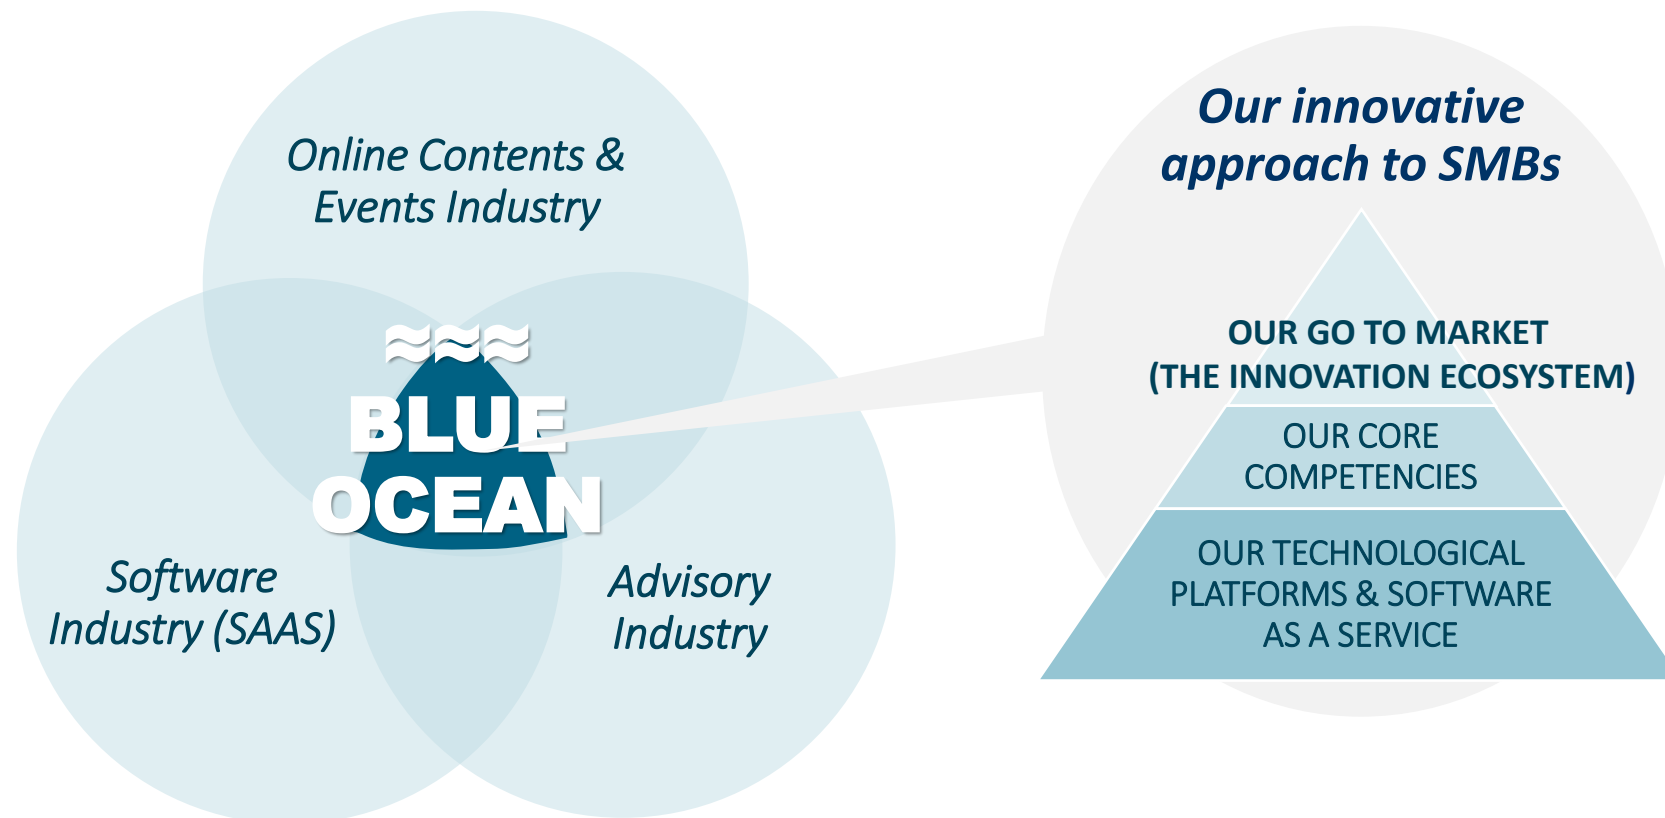 Online Contents &
Events Industry
BLUE
OCEAN
Software
Industry (SAAS)
Advisory
Industry
Our innovative
approach to SMBs
OUR GO TO MARKET
(THE INNOVATION ECOSYSTEM)
OUR CORE
COMPETENCIES
OUR TECHNOLOGICAL
PLATFORMS & SOFTWARE
AS A SERVICE